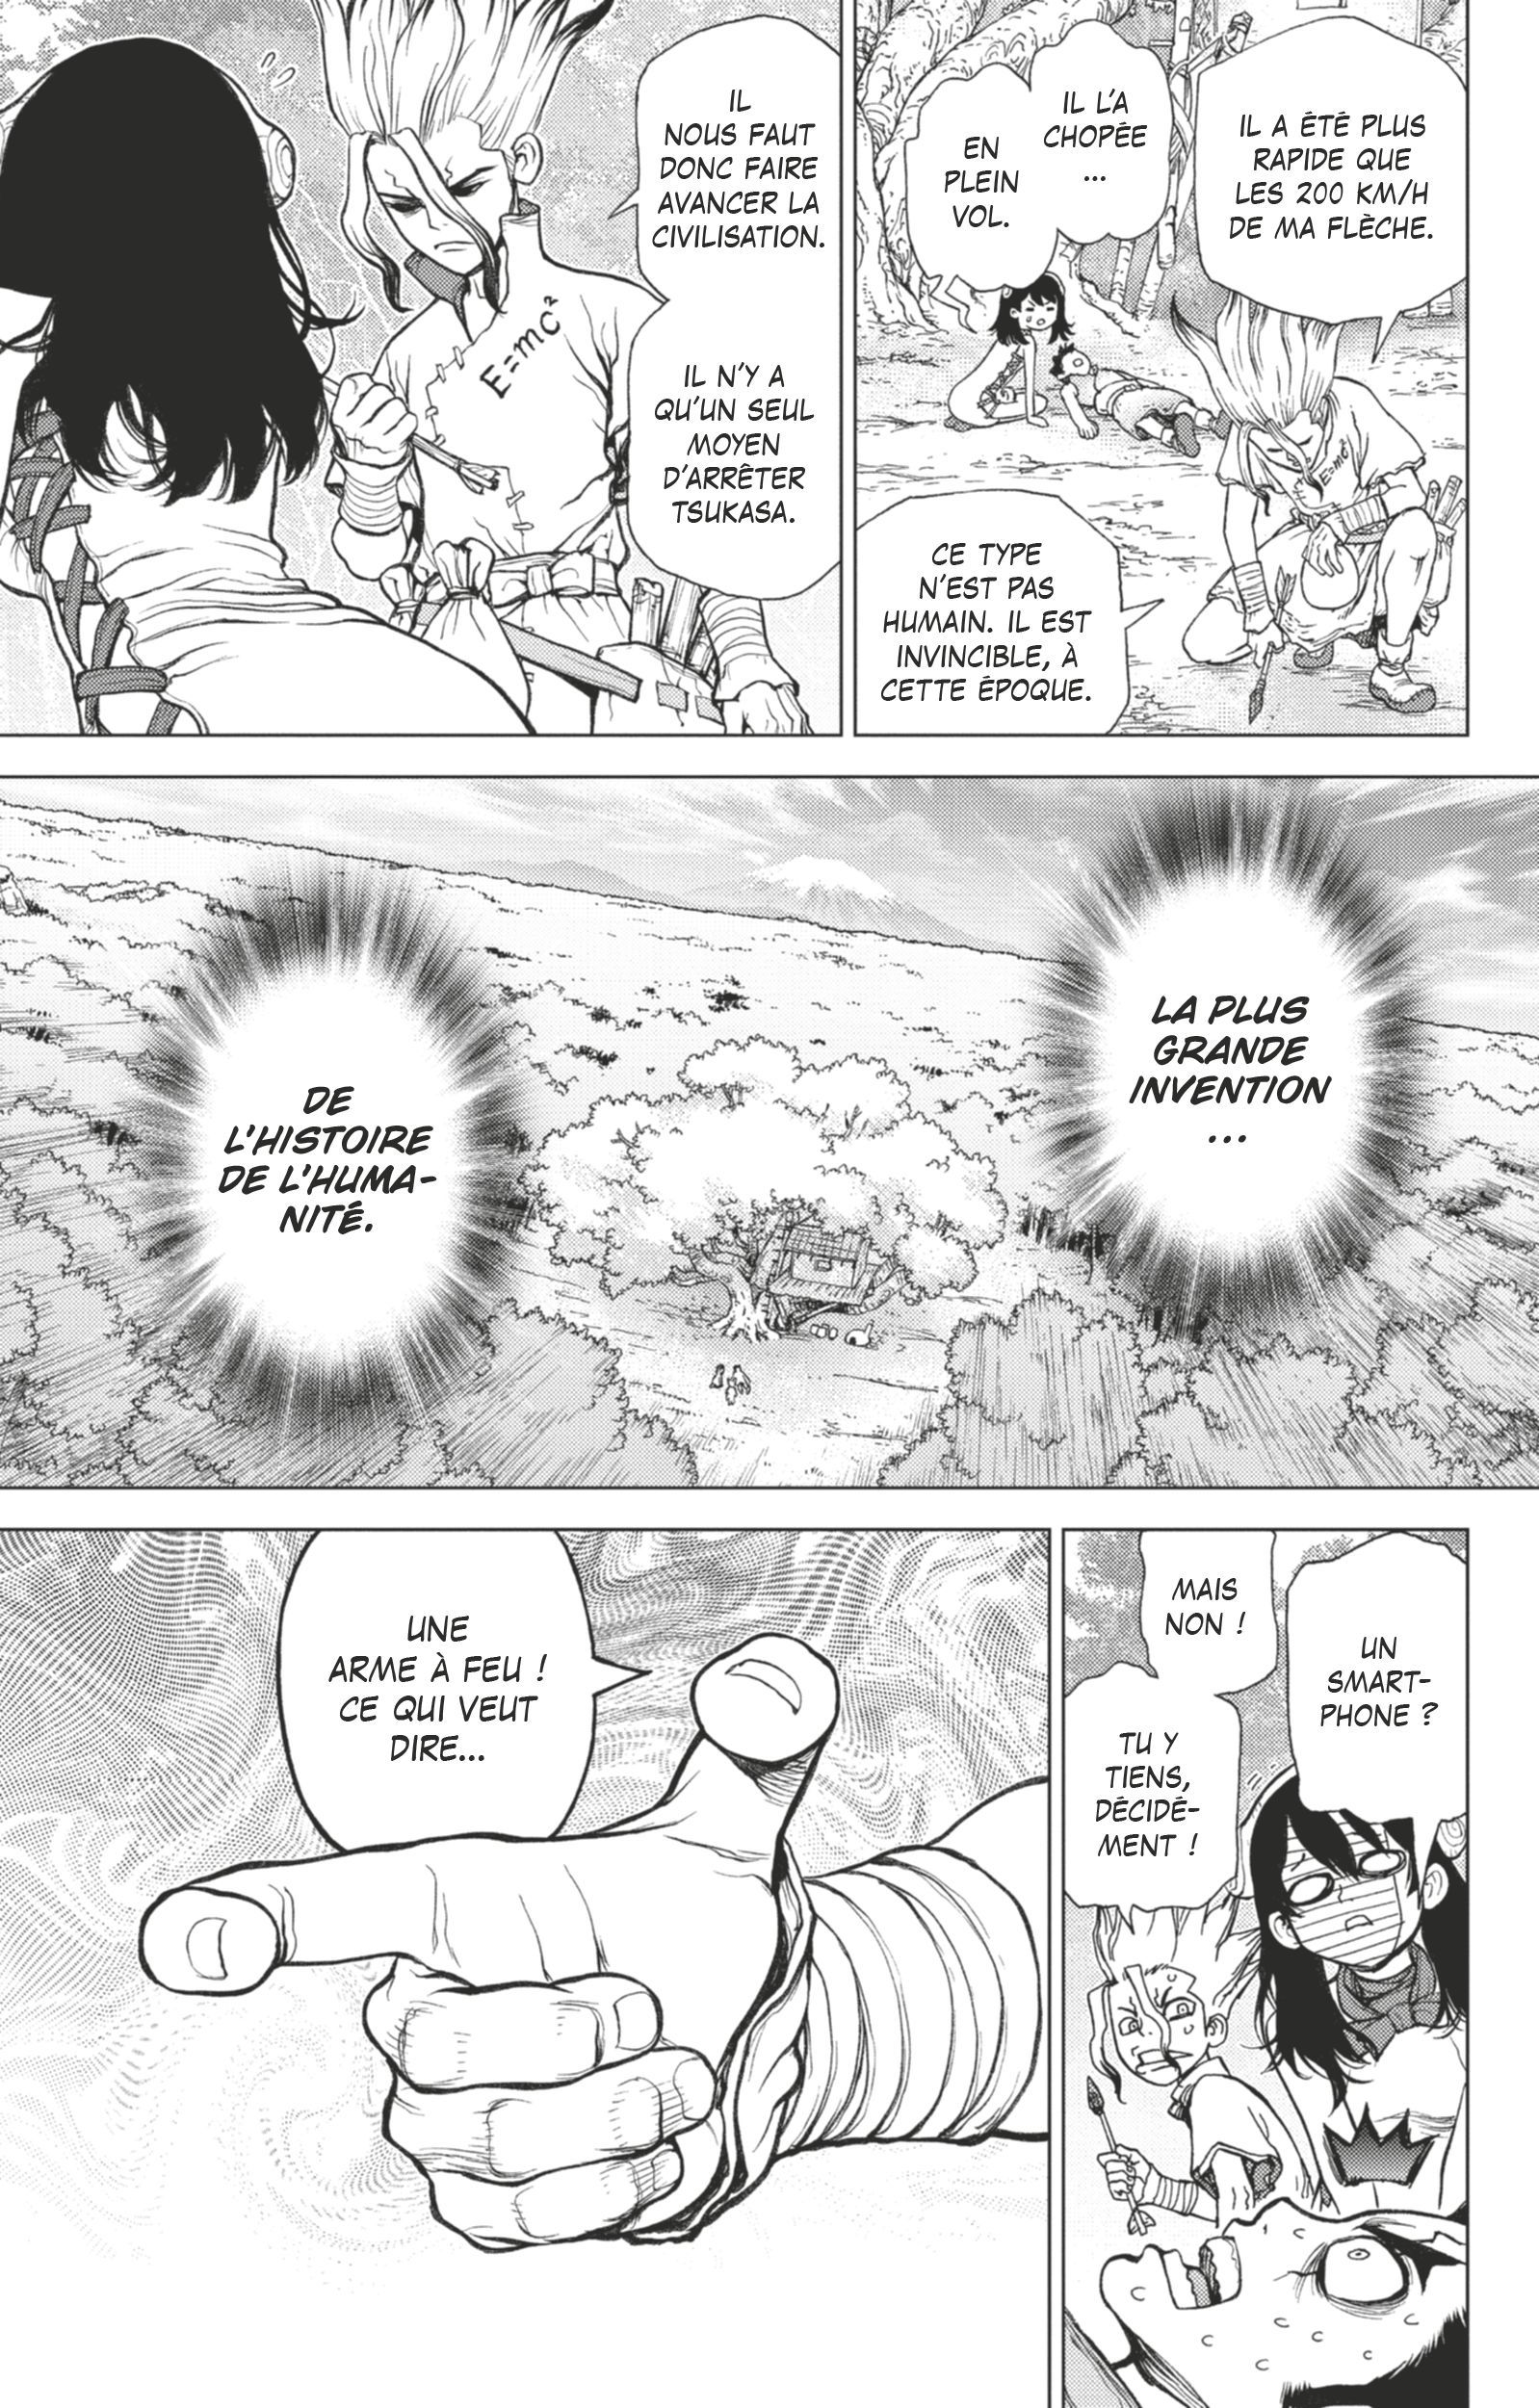 IL A ÉTÉ PLUS
RAPIDE QUE
LES 200 KM/H
DE MA FLÈCHE.
IL L'A
CHOPÉE
...
EN
PLEIN
VOL.
E=mc²
CE TYPE
N'EST PAS
HUMAIN. IL EST
INVINCIBLE, À
CETTE ÉPOQUE.
IL
NOUS FAUT
DONC FAIRE
AVANCER LA
CIVILISATION.
E=mc²
IL N'Y A
QU'UN SEUL
MOYEN
D'ARRÊTER
TSUKASA.
LA PLUS
GRANDE
INVENTION
...
DE
L'HISTOIRE
DE L'HUMA-
NITÉ.
UN
SMART-
PHONE ?
MAIS
NON !
TU Y
TIENS,
DÉCIDÉ-
MENT !
UNE
ARME À FEU !
CE QUI VEUT
DIRE...